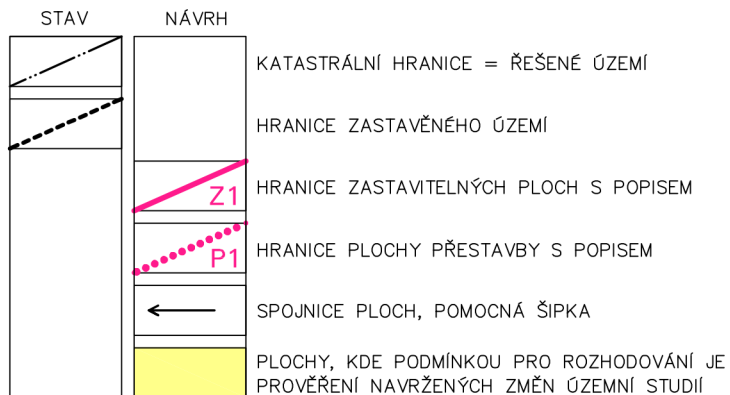 STAV NÁVRH
KATASTRÁLNÍ HRANICE = ŘEŠENÉ ÚZEMÍ
HRANICE ZASTAVĚNÉHO ÚZEMÍ
Z1 HRANICE ZASTAVITELNÝCH PLOCH S POPISEM
P1 HRANICE PLOCHY PŘESTAVBY S POPISEM
SPOJNICE PLOCH, POMOCNÁ ŠIPKA
PLOCHY, KDE PODMÍNKOU PRO ROZHODOVÁNÍ JE
PROVĚŘENÍ NAVRŽENÝCH ZMĚN ÚZEMNÍ STUDIÍ